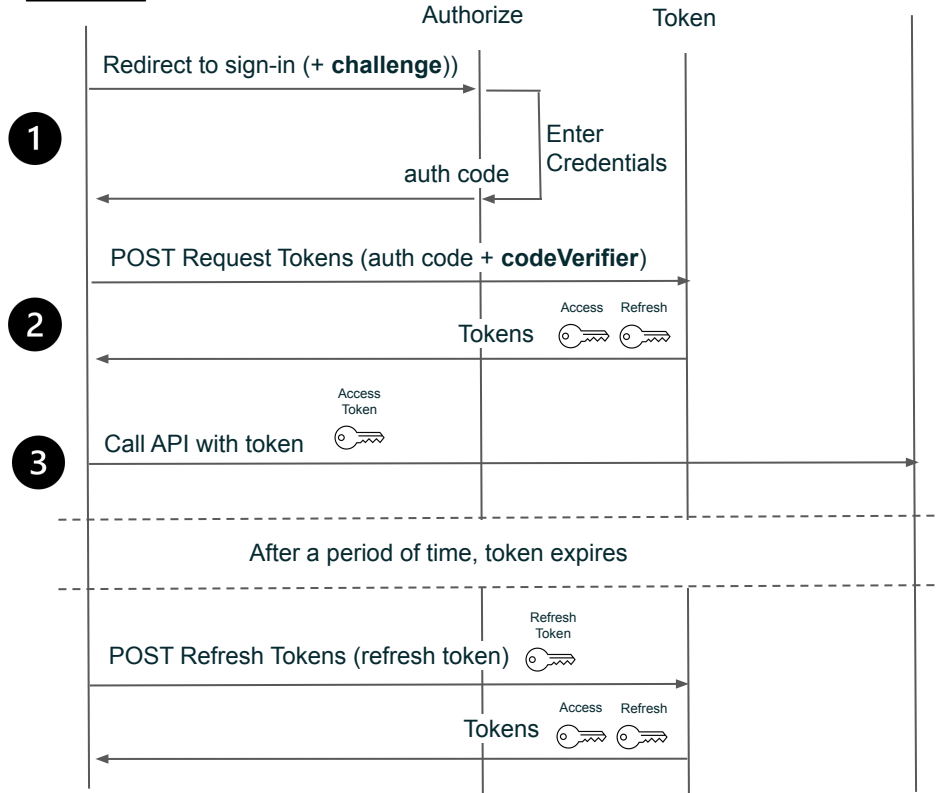 Authorize
Token
Redirect to sign-in (+ challenge))
1
Enter
Credentials
auth code
POST Request Tokens (auth code + codeVerifier)
2
Access
Refresh
Tokens
Access
Token
3
Call API with token
After a period of time, token expires
Refresh
Token
POST Refresh Tokens (refresh token)
Access
Refresh
Tokens